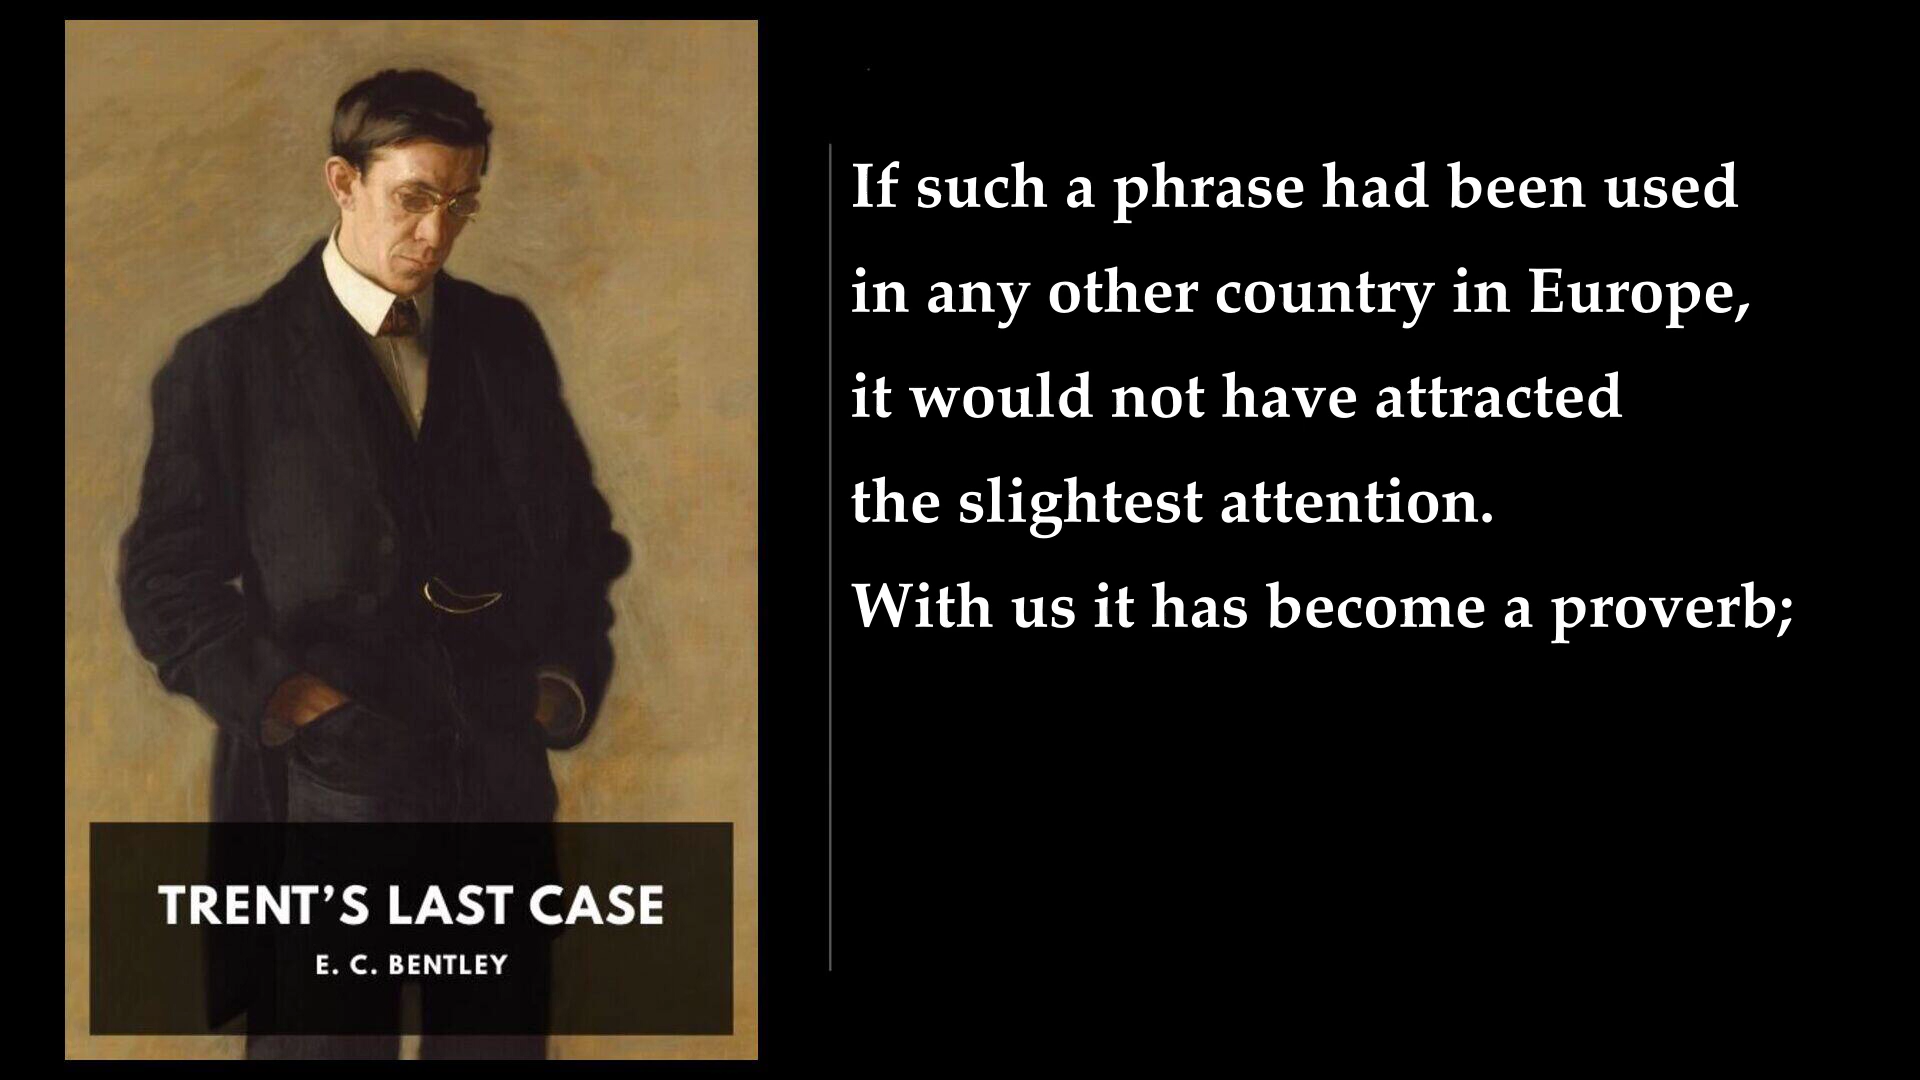 If such a phrase had been used
in any other country in Europe,
it would not have attracted
the slightest attention.
With us it has become a proverb;
TRENT’S LAST CASE
E. C. BENTLEY